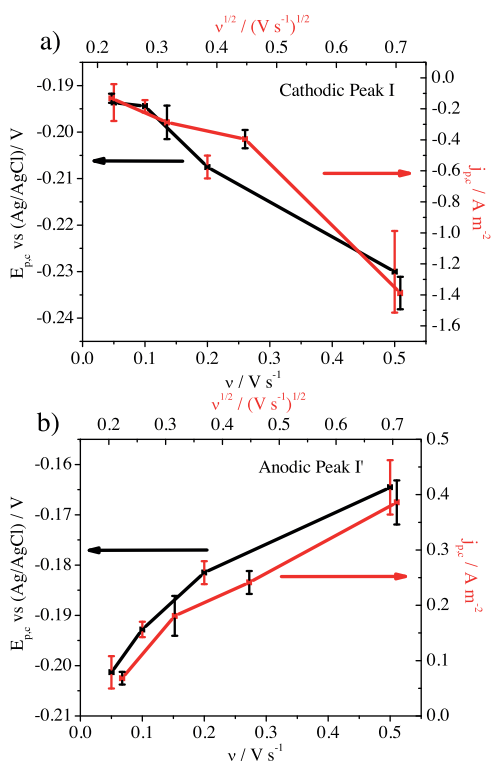 a)
ν1/2 / (V s-1)1/2
0.2 0.3 0.4 0.5 0.6 0.7
Cathodic Peak I
-0.19
-0.20
-0.21
-0.22
-0.23
-0.24
Ep,c vs (Ag/AgCl)/ V
0.0
-0.2
-0.4
-0.6
-0.8
-1.0
-1.2
-1.4
-1.6
jp,c / A m-2
0.0 0.1 0.2 0.3 0.4 0.5
ν / V s-1
b)
ν1/2 / (V s-1)1/2
0.2 0.3 0.4 0.5 0.6 0.7
Anodic Peak I'
-0.16
-0.17
-0.18
-0.19
-0.20
-0.21
Ep,c vs (Ag/AgCl)/ V
0.5
0.4
0.3
0.2
0.1
0.0
jp,c / A m-2
0.0 0.1 0.2 0.3 0.4 0.5
ν / V s-1